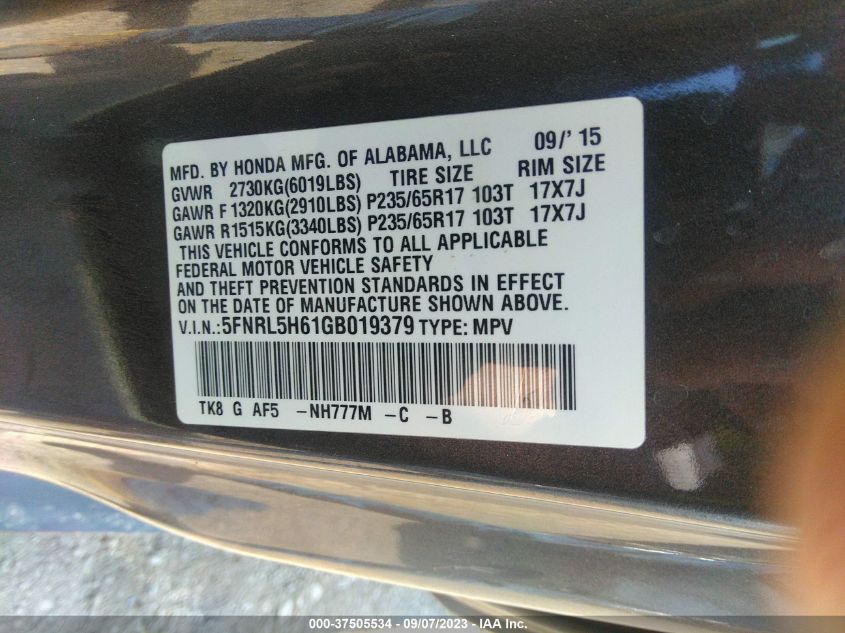 MFD. BY HONDA MFG. OF ALABAMA, LLC 09/' 15
GVWR 2730KG(6019LBS) TIRE SIZE RIM SIZE
GAWR F 1320KG(2910LBS) P235/65R17 103T 17X7J
GAWR R1515KG(3340LBS) P235/65R17 103T 17X7J
THIS VEHICLE CONFORMS TO ALL APPLICABLE
FEDERAL MOTOR VEHICLE SAFETY
AND THEFT PREVENTION STANDARDS IN EFFECT
ON THE DATE OF MANUFACTURE SHOWN ABOVE.
V.I.N.:5FNRL5H61GB019379 TYPE: MPV
TK8 G AF5 -NH777M -C -B
000-37505534 - 09/07/2023 - IAA Inc.